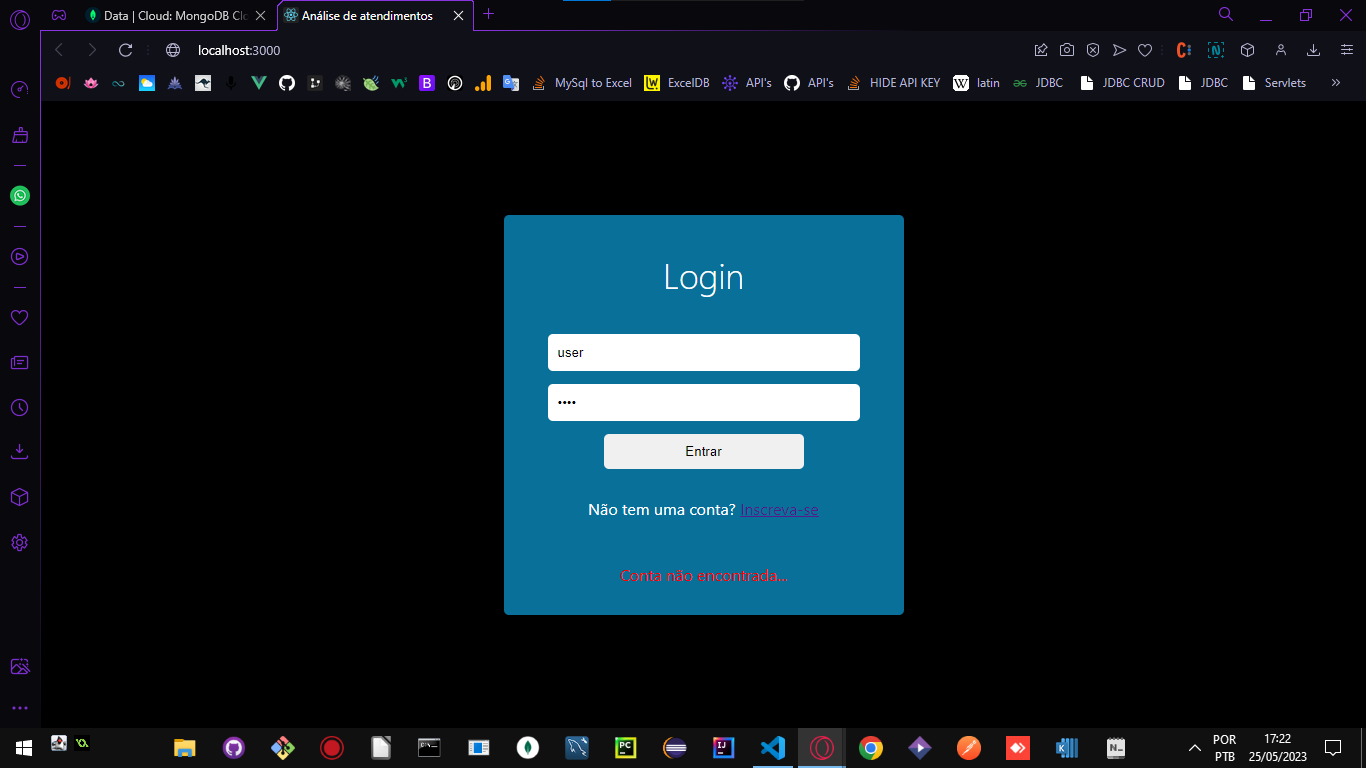 Data | Cloud: MongoDB Clo
Análise de atendimentos
localhost:3000
MySql to Excel
ExcelDB
API's
API's
HIDE API KEY
latin
JDBC
JDBC CRUD
JDBC
Servlets
Login
user
••••
Entrar
Não tem uma conta? Inscreva-se
Conta não encontrada...
POR
PTB
17:22
25/05/2023